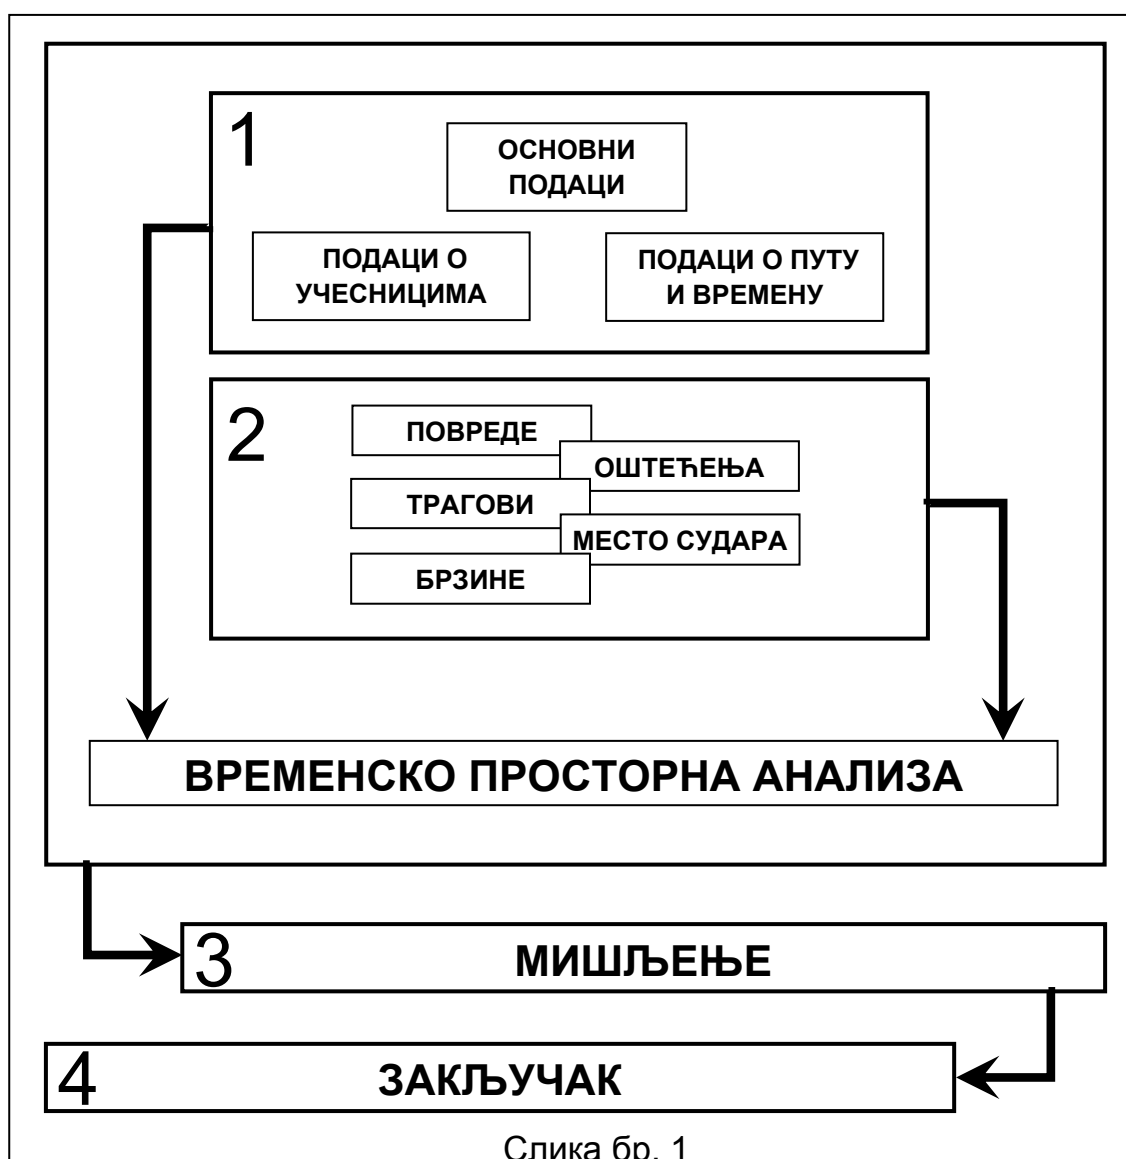 1
ОСНОВНИ
ПОДАЦИ
ПОДАЦИ О
УЧЕСНИЦИМА
ПОДАЦИ О ПУТУ
И ВРЕМЕНУ
2
ПОВРЕДЕ
ОШТЕЋЕЊА
ТРАГОВИ
МЕСТО СУДАРА
БРЗИНЕ
ВРЕМЕНСКО ПРОСТОРНА АНАЛИЗА
3
МИШЉЕЊЕ
4
ЗАКЉУЧАК
Слика бр. 1